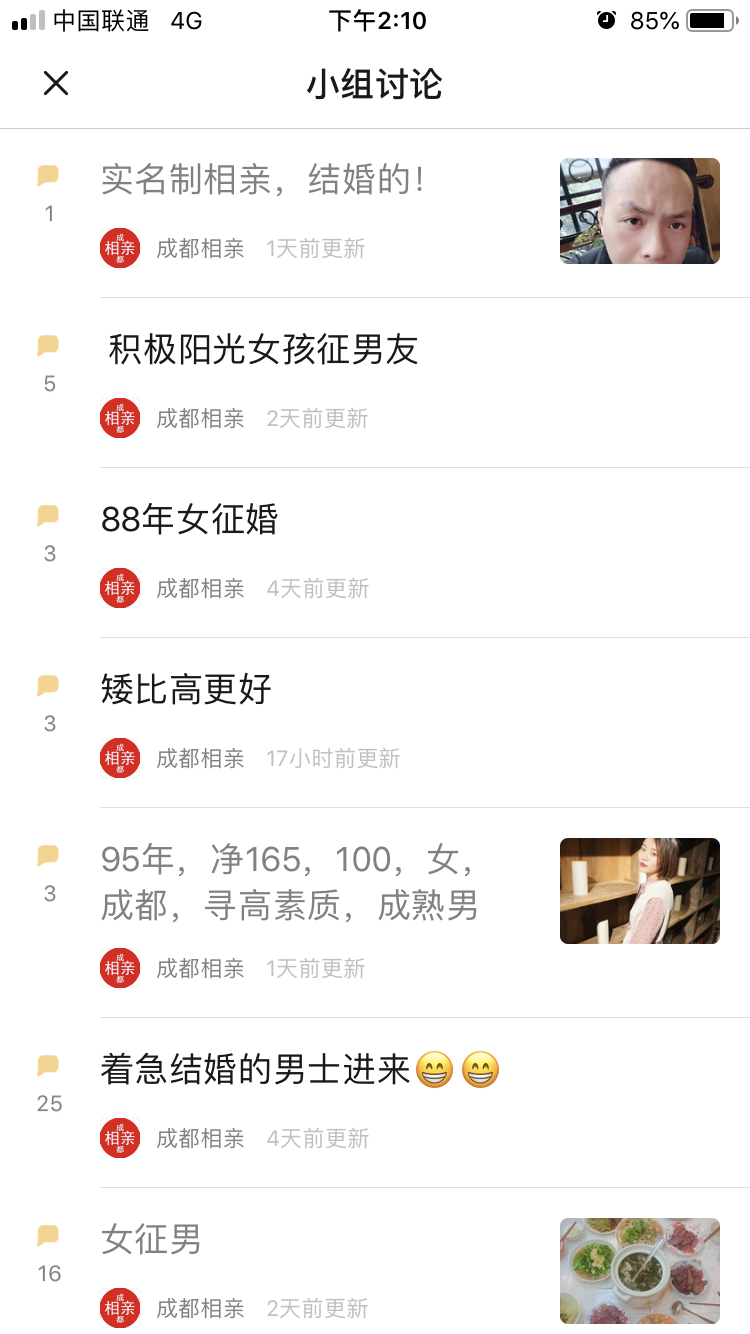 中国联通 4G 下午2:10 85%
小组讨论
实名制相亲，结婚的！
1
成都相亲 成都相亲 1天前更新
积极阳光女孩征男友
5
成都相亲 成都相亲 2天前更新
88年女征婚
3
成都相亲 成都相亲 4天前更新
矮比高更好
3
成都相亲 成都相亲 17小时前更新
95年，净165，100，女，
3
成都，寻高素质，成熟男
成都相亲 成都相亲 1天前更新
着急结婚的男士进来😁😁
25
成都相亲 成都相亲 4天前更新
女征男
16
成都相亲 成都相亲 2天前更新